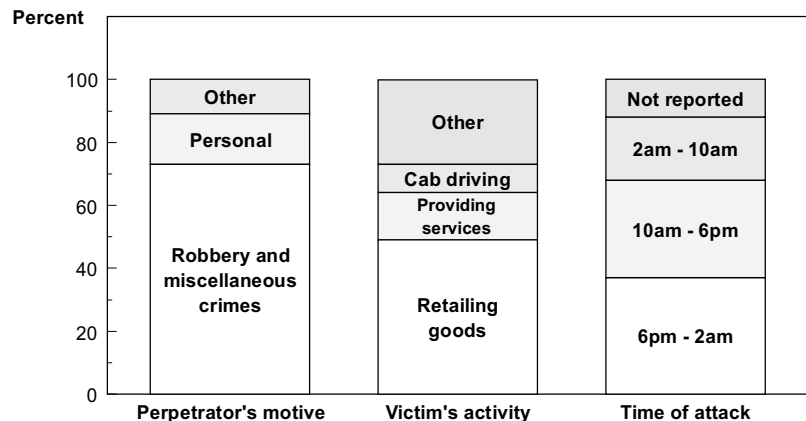 Percent
100
80
60
40
20
0
Other
Personal
Robbery and
miscellaneous
crimes
Other
Cab driving
Providing
services
Retailing
goods
Not reported
2am - 10am
10am - 6pm
6pm - 2am
Perpetrator's motive
Victim's activity
Time of attack